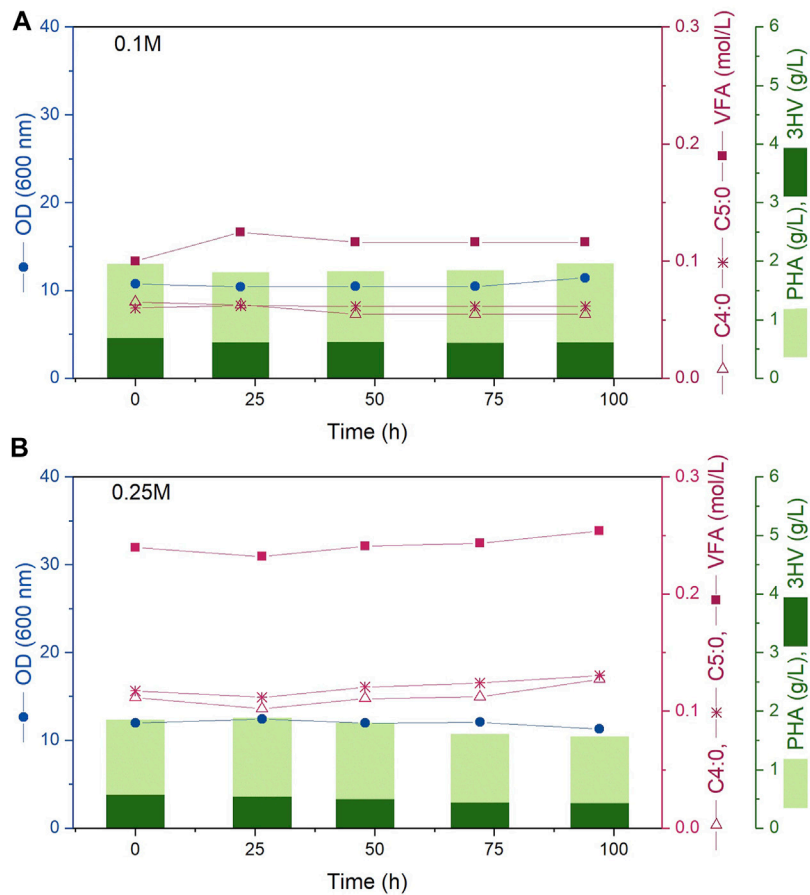 A
0.1M
40
30
20
10
0
OD (600 nm)
0.3
0.2
0.1
0.0
C4:0 C5:0 VFA (mol/L)
6
5
4
3
2
1
0
PHA (g/L), 3HV (g/L)
0 25 50 75 100
Time (h)
B
0.25M
40
30
20
10
0
OD (600 nm)
0.3
0.2
0.1
0.0
C4:0, C5:0, VFA (mol/L)
6
5
4
3
2
1
0
PHA (g/L), 3HV (g/L)
0 25 50 75 100
Time (h)